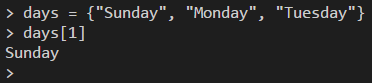 > days = {"Sunday", "Monday", "Tuesday"}
> days[1]
Sunday
>